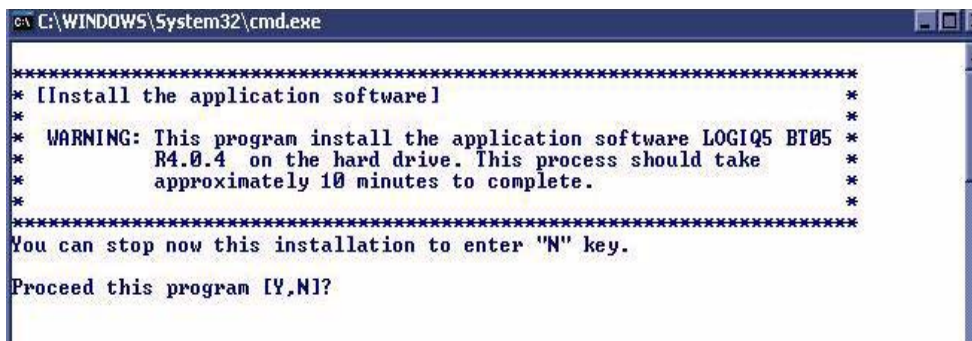 C:\WINDOWS\System32\cmd.exe
***********************************************************************
* [Install the application software] *
* *
* WARNING: This program install the application software LOGIQ5 BT05 *
* R4.0.4 on the hard drive. This process should take *
* approximately 10 minutes to complete. *
* *
***********************************************************************
You can stop now this installation to enter "N" key.
Proceed this program [Y,N]?